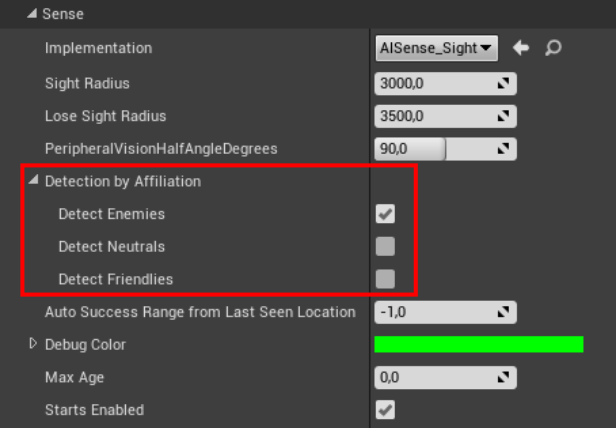 Sense
Implementation AISense_Sight
Sight Radius 3000,0
Lose Sight Radius 3500,0
PeripheralVisionHalfAngleDegrees 90,0
Detection by Affiliation
Detect Enemies
Detect Neutrals
Detect Friendlies
Auto Success Range from Last Seen Location -1,0
Debug Color
Max Age 0,0
Starts Enabled